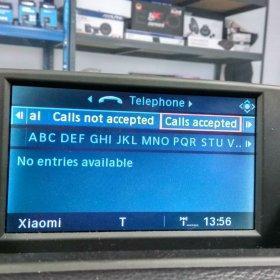 Telephone
al Calls not accepted Calls accepted
ABC DEF GHI JKL MNO PQR STU V..
No entries available
Xiaomi T 13:56